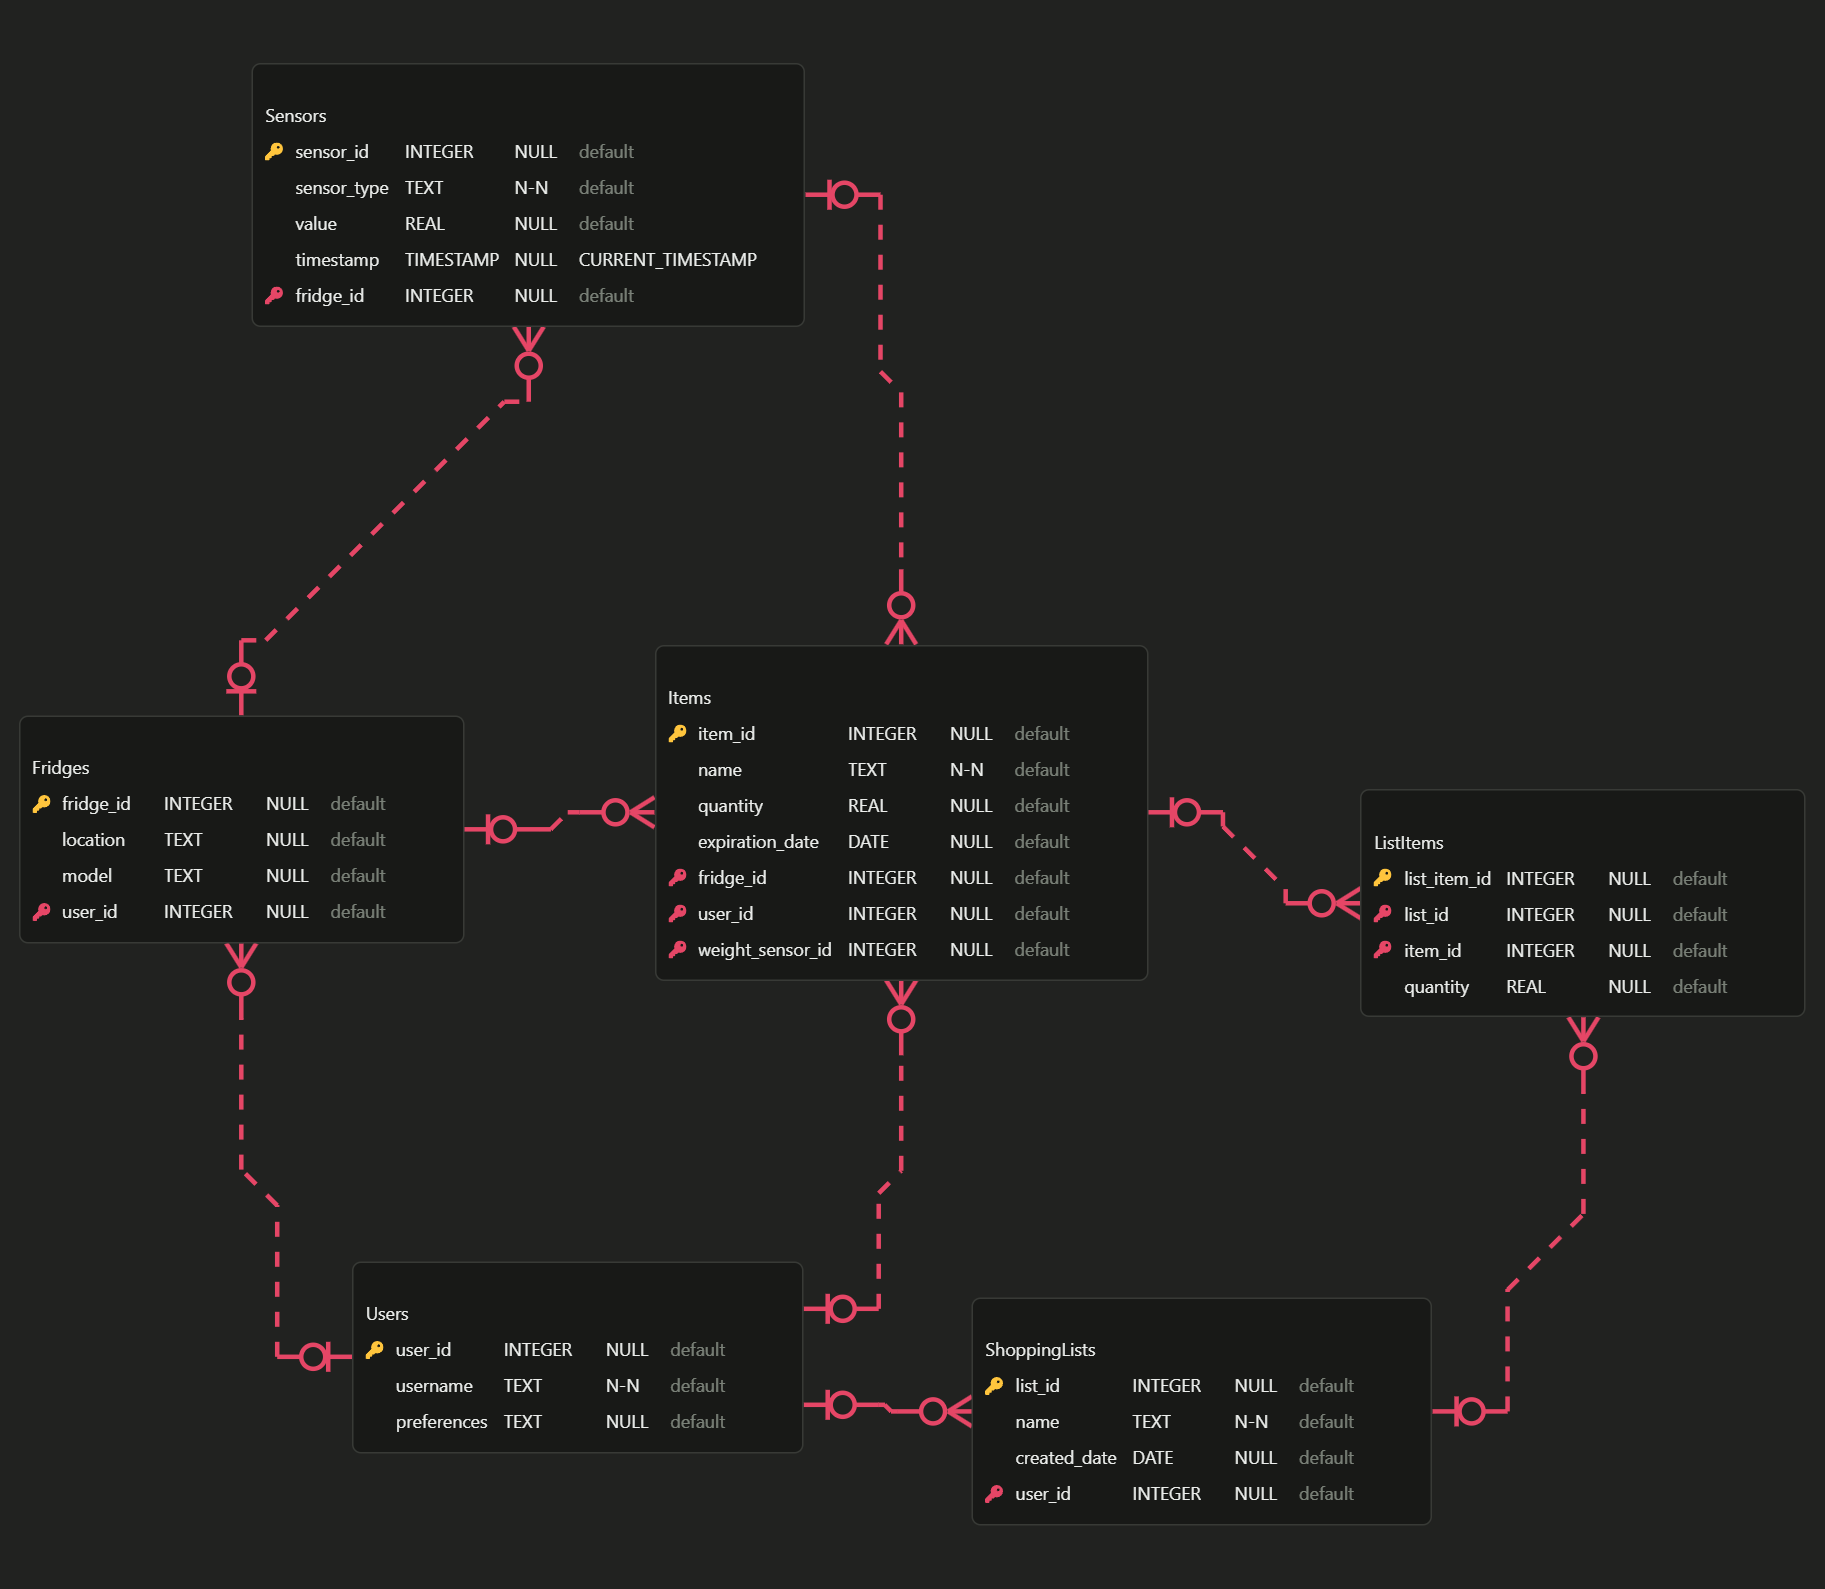 Sensors
sensor_id INTEGER NULL default
sensor_type TEXT N-N default
value REAL NULL default
timestamp TIMESTAMP NULL CURRENT_TIMESTAMP
fridge_id INTEGER NULL default
Fridges
fridge_id INTEGER NULL default
location TEXT NULL default
model TEXT NULL default
user_id INTEGER NULL default
Items
item_id INTEGER NULL default
name TEXT N-N default
quantity REAL NULL default
expiration_date DATE NULL default
fridge_id INTEGER NULL default
user_id INTEGER NULL default
weight_sensor_id INTEGER NULL default
ListItems
list_item_id INTEGER NULL default
list_id INTEGER NULL default
item_id INTEGER NULL default
quantity REAL NULL default
Users
user_id INTEGER NULL default
username TEXT N-N default
preferences TEXT NULL default
ShoppingLists
list_id INTEGER NULL default
name TEXT N-N default
created_date DATE NULL default
user_id INTEGER NULL default